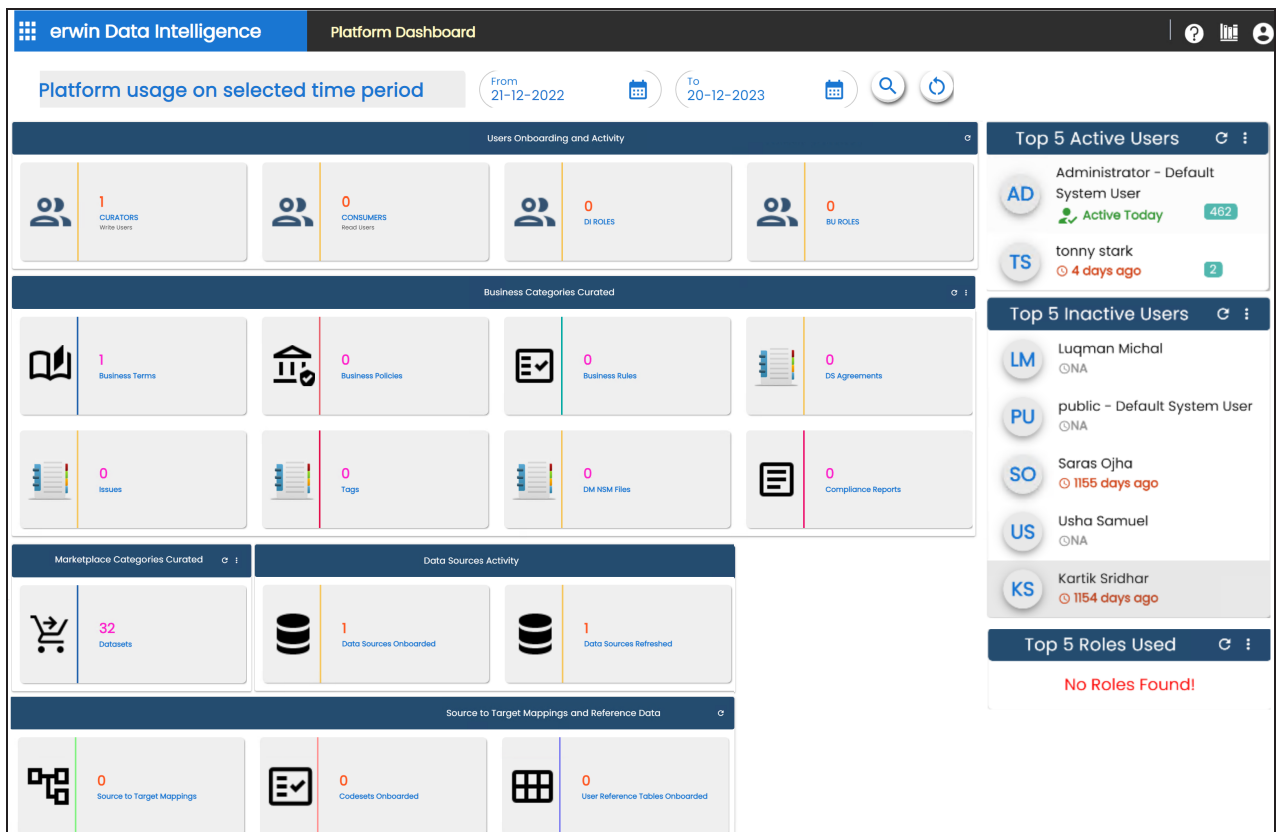 erwin Data Intelligence
Platform Dashboard
Platform usage on selected time period
From
21-12-2022
To
20-12-2023
Users Onboarding and Activity
1
CURATORS
Write Users
0
CONSUMERS
Read Users
0
DI ROLES
0
BU ROLES
Business Categories Curated
1
Business Terms
0
Business Policies
0
Business Rules
0
DS Agreements
0
Issues
0
Tags
0
DM NSM Files
0
Compliance Reports
Marketplace Categories Curated
32
Datasets
Data Sources Activity
1
Data Sources Onboarded
1
Data Sources Refreshed
Source to Target Mappings and Reference Data
0
Source to Target Mappings
0
Codesets Onboarded
0
User Reference Tables Onboarded
Top 5 Active Users
AD
Administrator - Default
System User
Active Today
462
TS
tonny stark
4 days ago
2
Top 5 Inactive Users
LM
Luqman Michal
NA
PU
public - Default System User
NA
SO
Saras Ojha
1155 days ago
US
Usha Samuel
NA
KS
Kartik Sridhar
1154 days ago
Top 5 Roles Used
No Roles Found!